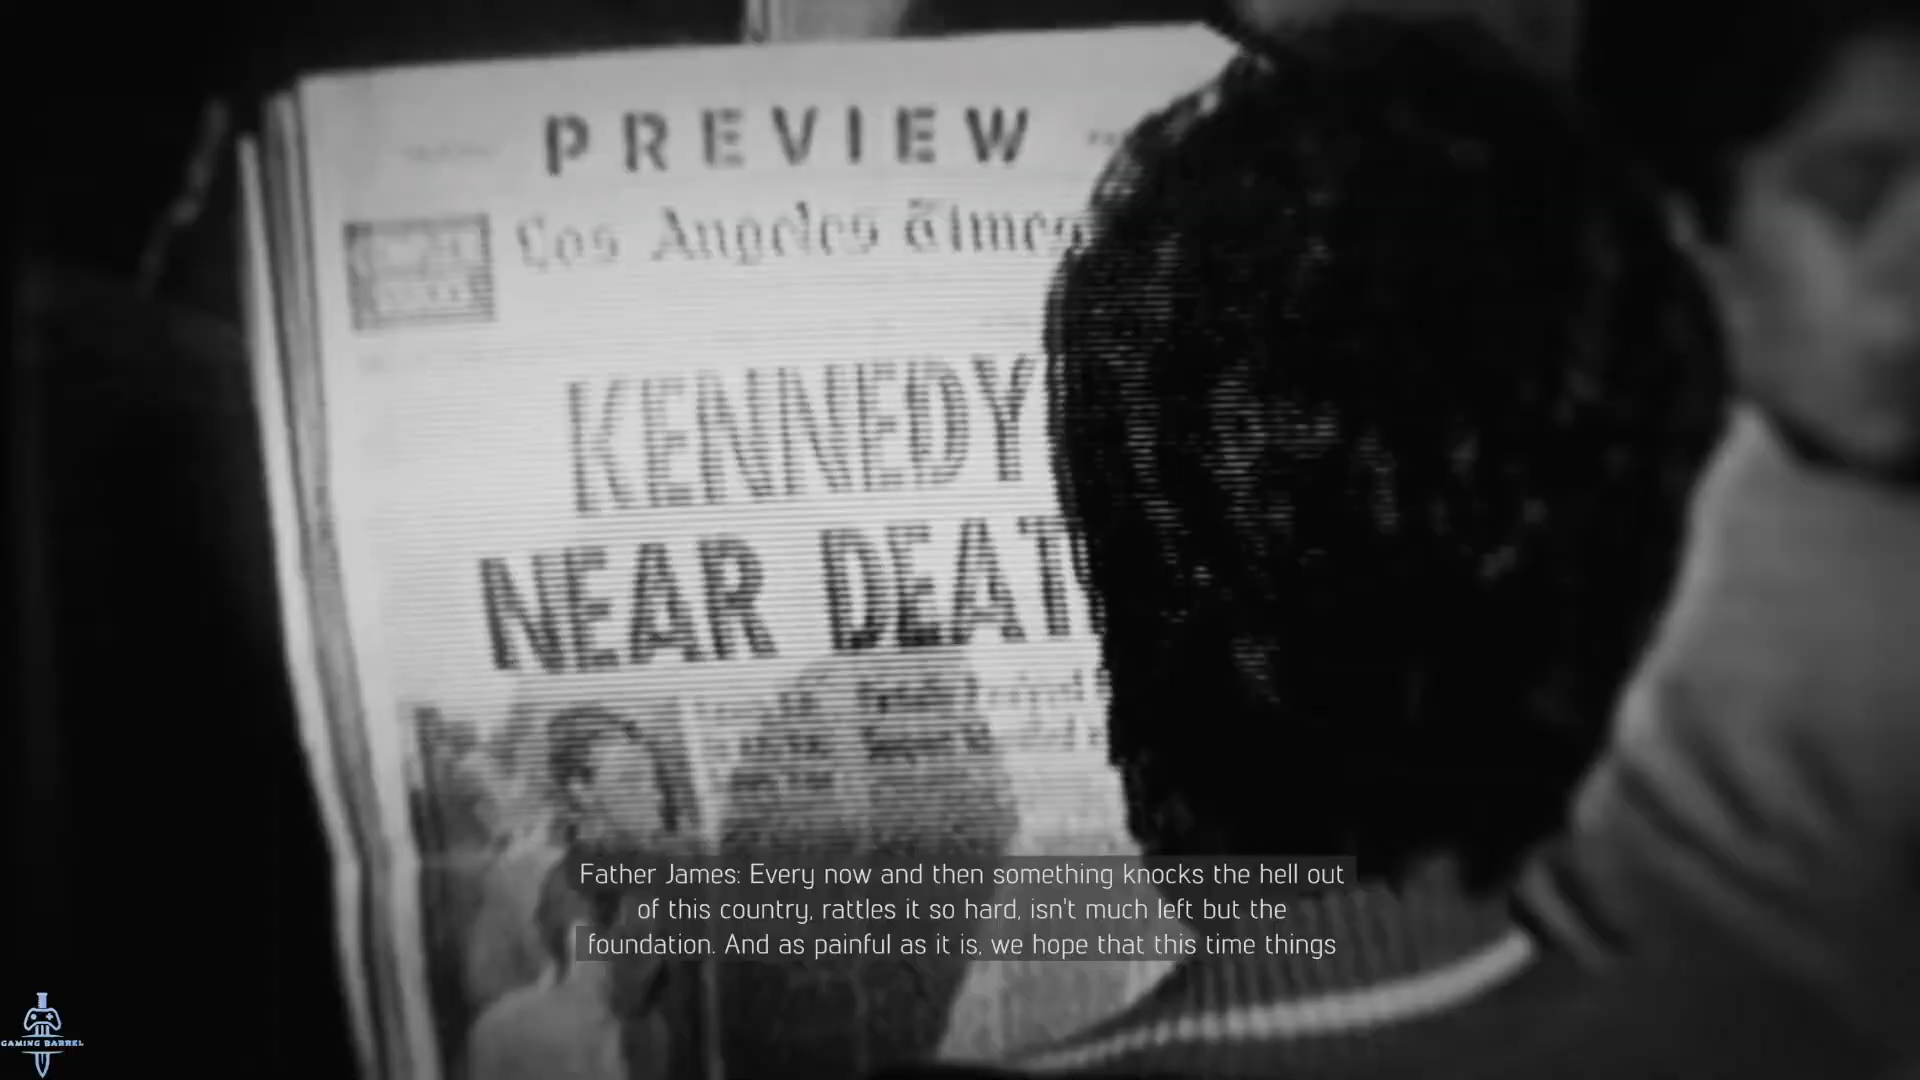 PREVIEW
Los Angeles Times
KENNEDY
NEAR DEAT
Father James: Every now and then something knocks the hell out
of this country, rattles it so hard, isn't much left but the
foundation. And as painful as it is, we hope that this time things
GAMING BARREL